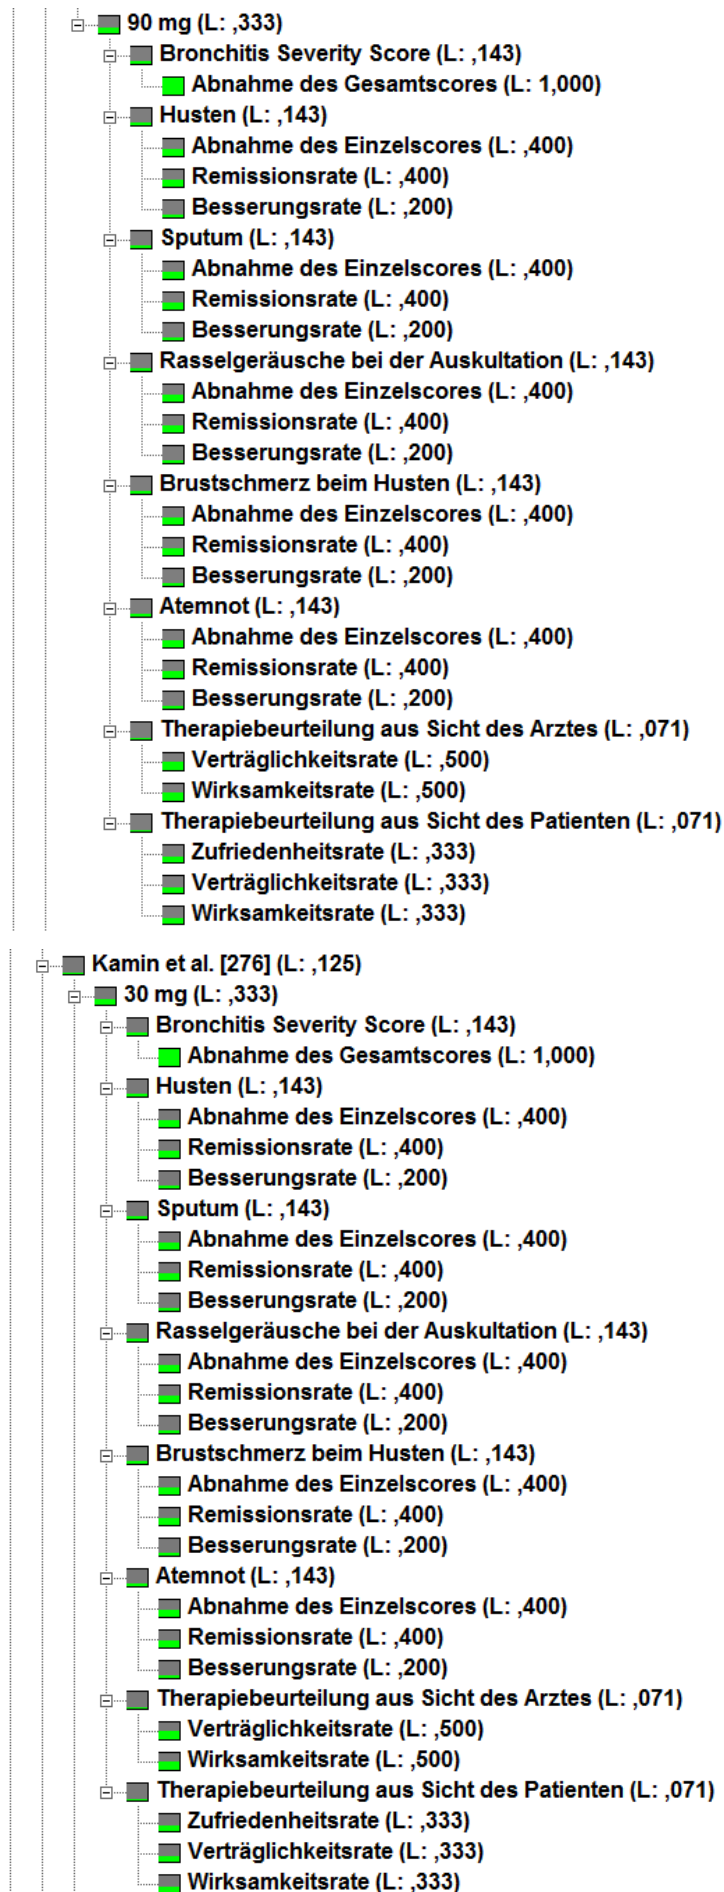 90 mg (L: ,333)
Bronchitis Severity Score (L: ,143)
Abnahme des Gesamtscores (L: 1,000)
Husten (L: ,143)
Abnahme des Einzelscores (L: ,400)
Remissionsrate (L: ,400)
Besserungsrate (L: ,200)
Sputum (L: ,143)
Abnahme des Einzelscores (L: ,400)
Remissionsrate (L: ,400)
Besserungsrate (L: ,200)
Rasselgeräusche bei der Auskultation (L: ,143)
Abnahme des Einzelscores (L: ,400)
Remissionsrate (L: ,400)
Besserungsrate (L: ,200)
Brustschmerz beim Husten (L: ,143)
Abnahme des Einzelscores (L: ,400)
Remissionsrate (L: ,400)
Besserungsrate (L: ,200)
Atemnot (L: ,143)
Abnahme des Einzelscores (L: ,400)
Remissionsrate (L: ,400)
Besserungsrate (L: ,200)
Therapiebeurteilung aus Sicht des Arztes (L: ,071)
Verträglichkeitsrate (L: ,500)
Wirksamkeitsrate (L: ,500)
Therapiebeurteilung aus Sicht des Patienten (L: ,071)
Zufriedenheitsrate (L: ,333)
Verträglichkeitsrate (L: ,333)
Wirksamkeitsrate (L: ,333)
Kamin et al. [276] (L: ,125)
30 mg (L: ,333)
Bronchitis Severity Score (L: ,143)
Abnahme des Gesamtscores (L: 1,000)
Husten (L: ,143)
Abnahme des Einzelscores (L: ,400)
Remissionsrate (L: ,400)
Besserungsrate (L: ,200)
Sputum (L: ,143)
Abnahme des Einzelscores (L: ,400)
Remissionsrate (L: ,400)
Besserungsrate (L: ,200)
Rasselgeräusche bei der Auskultation (L: ,143)
Abnahme des Einzelscores (L: ,400)
Remissionsrate (L: ,400)
Besserungsrate (L: ,200)
Brustschmerz beim Husten (L: ,143)
Abnahme des Einzelscores (L: ,400)
Remissionsrate (L: ,400)
Besserungsrate (L: ,200)
Atemnot (L: ,143)
Abnahme des Einzelscores (L: ,400)
Remissionsrate (L: ,400)
Besserungsrate (L: ,200)
Therapiebeurteilung aus Sicht des Arztes (L: ,071)
Verträglichkeitsrate (L: ,500)
Wirksamkeitsrate (L: ,500)
Therapiebeurteilung aus Sicht des Patienten (L: ,071)
Zufriedenheitsrate (L: ,333)
Verträglichkeitsrate (L: ,333)
Wirksamkeitsrate (L: ,333)